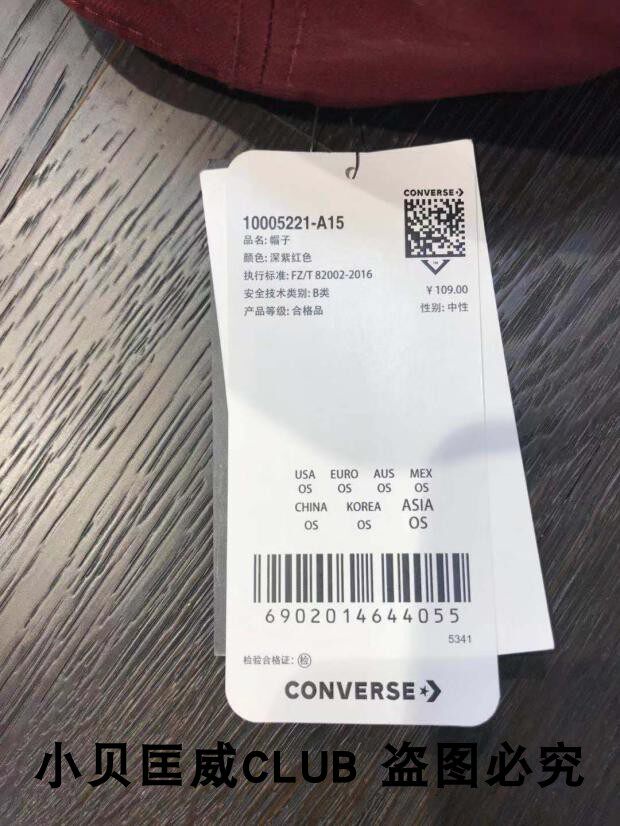 CONVERSE
10005221-A15
品名: 帽子
颜色: 深紫红色
执行标准: FZ/T 82002-2016
安全技术类别: B类
产品等级: 合格品
¥ 109.00
性别: 中性
USA EURO AUS MEX
OS OS OS OS
CHINA KOREA ASIA
OS OS OS
6902014644055
5341
检验合格证: 检
CONVERSE
小贝匡威CLUB 盗图必究